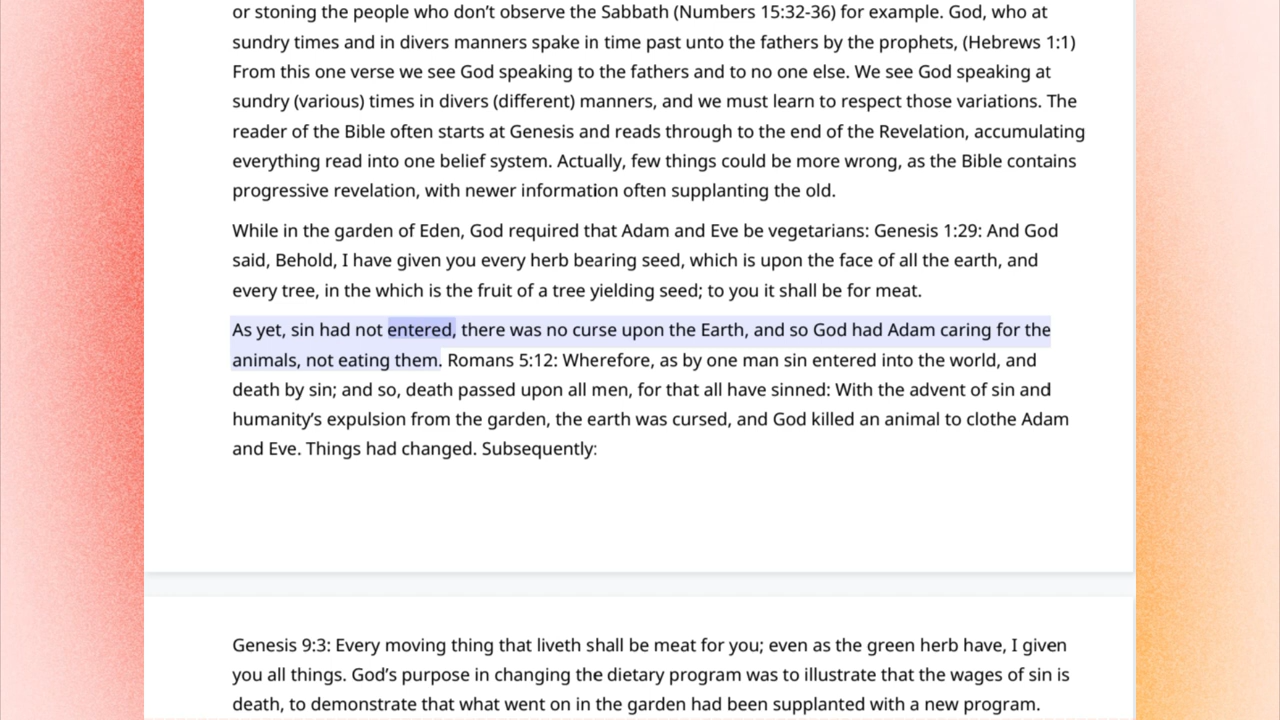 or stoning the people who don’t observe the Sabbath (Numbers 15:32-36) for example. God, who at
sundry times and in divers manners spake in time past unto the fathers by the prophets, (Hebrews 1:1)
From this one verse we see God speaking to the fathers and to no one else. We see God speaking at
sundry (various) times in divers (different) manners, and we must learn to respect those variations. The
reader of the Bible often starts at Genesis and reads through to the end of the Revelation, accumulating
everything read into one belief system. Actually, few things could be more wrong, as the Bible contains
progressive revelation, with newer information often supplanting the old.
While in the garden of Eden, God required that Adam and Eve be vegetarians: Genesis 1:29: And God
said, Behold, I have given you every herb bearing seed, which is upon the face of all the earth, and
every tree, in the which is the fruit of a tree yielding seed; to you it shall be for meat.
As yet, sin had not entered, there was no curse upon the Earth, and so God had Adam caring for the
animals, not eating them. Romans 5:12: Wherefore, as by one man sin entered into the world, and
death by sin; and so, death passed upon all men, for that all have sinned: With the advent of sin and
humanity’s expulsion from the garden, the earth was cursed, and God killed an animal to clothe Adam
and Eve. Things had changed. Subsequently:
Genesis 9:3: Every moving thing that liveth shall be meat for you; even as the green herb have, I given
you all things. God’s purpose in changing the dietary program was to illustrate that the wages of sin is
death, to demonstrate that what went on in the garden had been supplanted with a new program.